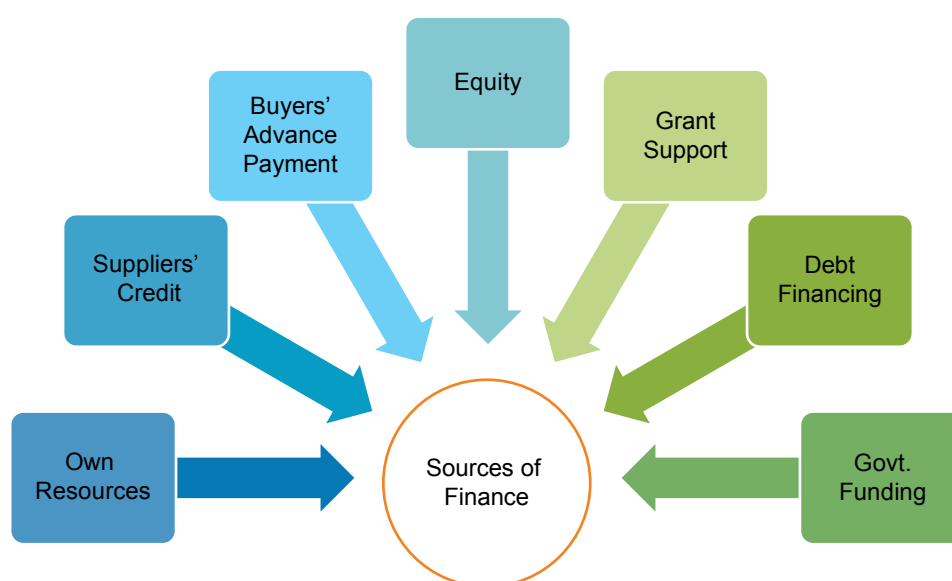 Equity
Buyers’
Advance
Payment
Grant
Support
Suppliers’
Credit
Debt
Financing
Own
Resources
Sources of
Finance
Govt.
Funding